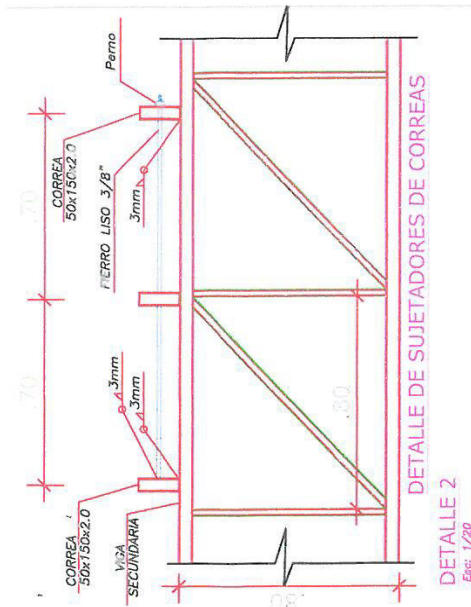 Perno
CORREA
50x150x2.0
FIERRO LISO 3/8"
3mm
.70
.70
3mm
3mm
CORREA
50x150x2.0
VIGA
SECUNDARIA
.80
DETALLE DE SUJETADORES DE CORREAS
DETALLE 2
Esc: 1/20